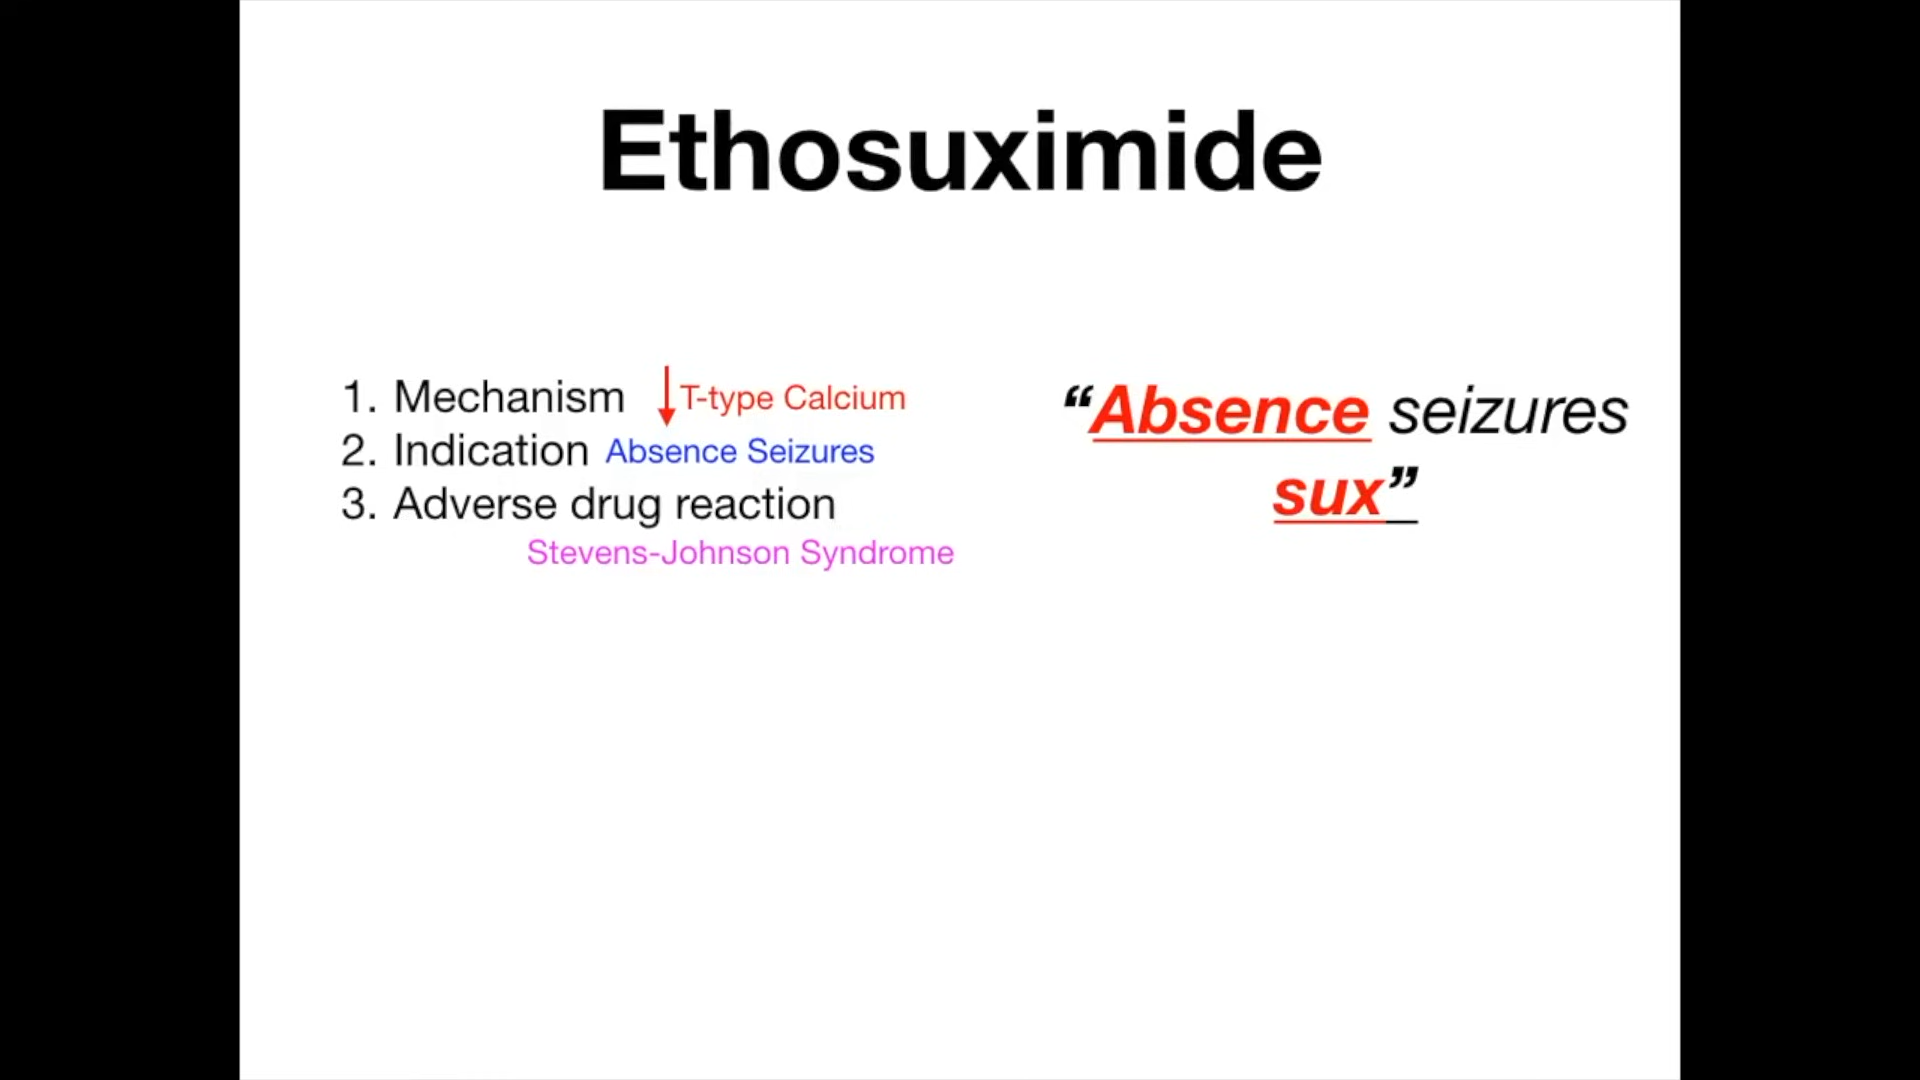 Ethosuximide
1. Mechanism T-type Calcium
2. Indication Absence Seizures
3. Adverse drug reaction
Stevens-Johnson Syndrome
“Absence seizures
sux”